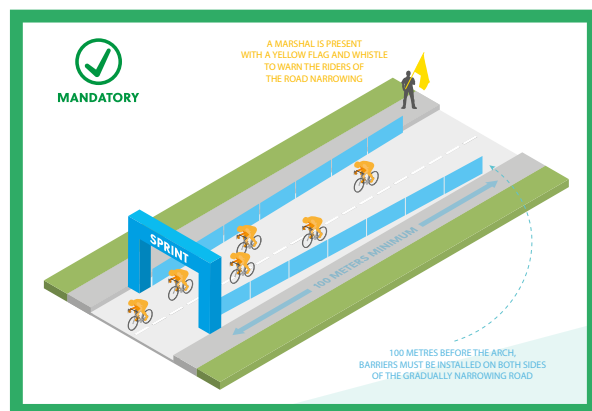 MANDATORY
A MARSHAL IS PRESENT
WITH A YELLOW FLAG AND WHISTLE
TO WARN THE RIDERS OF
THE ROAD NARROWING
SPRINT
100 METERS MINIMUM
100 METRES BEFORE THE ARCH,
BARRIERS MUST BE INSTALLED ON BOTH SIDES
OF THE GRADUALLY NARROWING ROAD